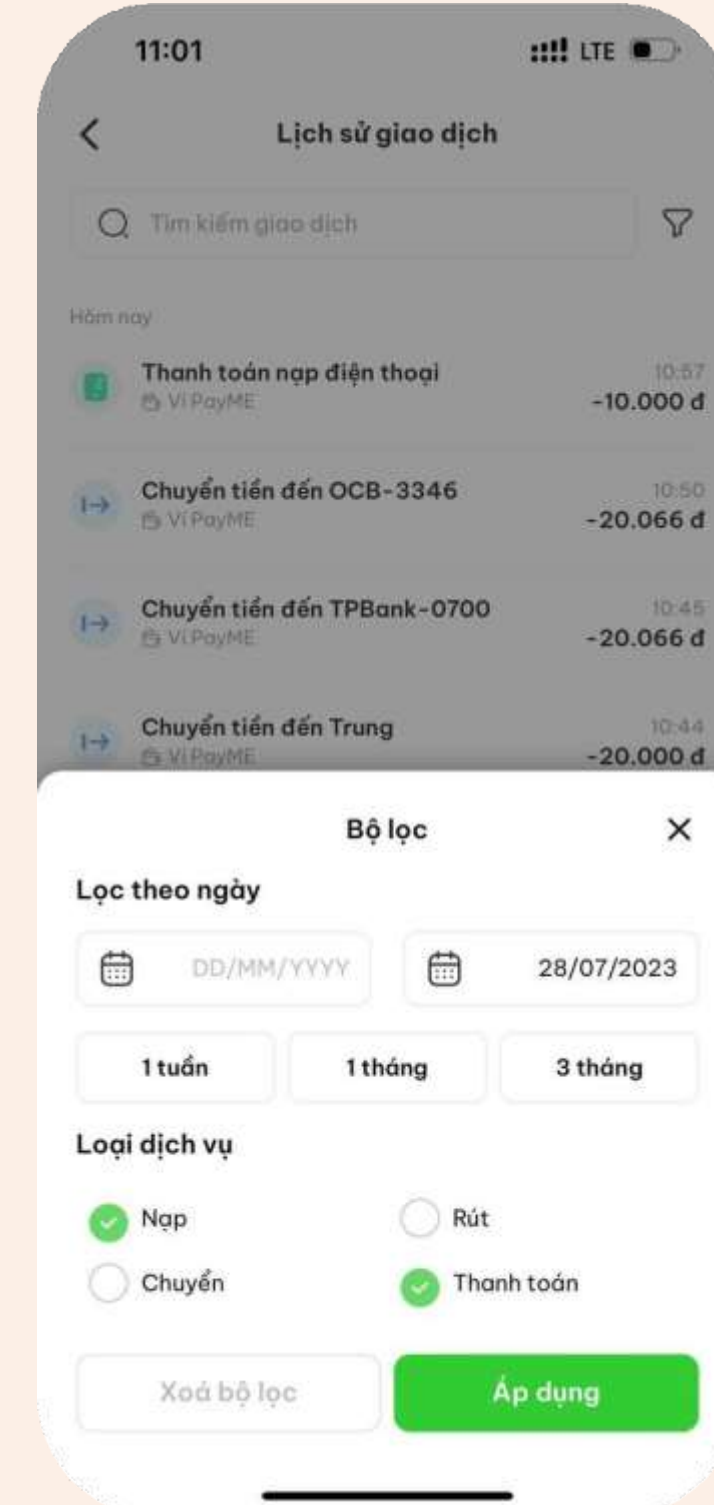 11:01 LTE
Lịch sử giao dịch
Tìm kiếm giao dịch
Hôm nay
Thanh toán nạp điện thoại 10:57
Ví PayME -10.000 đ
Chuyển tiền đến OCB-3346 10:50
Ví PayME -20.066 đ
Chuyển tiền đến TPBank-0700 10:45
Ví PayME -20.066 đ
Chuyển tiền đến Trung 10:44
Ví PayME -20.000 đ
Bộ lọc
Lọc theo ngày
DD/MM/YYYY 28/07/2023
1 tuần 1 tháng 3 tháng
Loại dịch vụ
Nạp Rút
Chuyển Thanh toán
Xoá bộ lọc Áp dụng